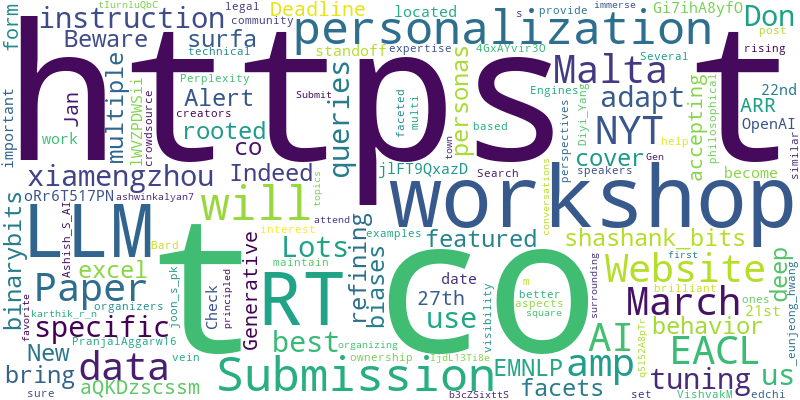 https
t
co
t
workshop
LLM
RT
CO
Submission
personalization
instruction
Deadline
form
Beware
surfa
multiple
Jan
Alert
rooted
co
Indeed
xiamengzhou
oRr6T517PN
will
Lots
Paper
binarybits
excel
specific
New
bring
data
aQKDzscssm
Generative
best
refining
biases
use
featured
27th
date
queries
standoff
personas
jlFT9QxazD
Malta
NYT
adapt
cover
accepting
Don
ARR
22nd
OpenAI
become
shashank_bits
Website
deep
March
behavior
AI
amp
EMNLP
facets
EACL
tuning
us
21st
tIurnluQbC
legal
community
located
provide
immerse
s
expertise
technical
Perplexity
4GxAYvir3O
Gi7ihA8yfO
post
rising
Several
Engines
Submit
creators
crowdsource
lWVZPDWSii
important
work
faceted
multi
based
town
Search
Gen
perspectives
Diyi_Yang
help
philosophical
similar
speakers
topics
conversations
ashwinkalyan7
Ashish_S_AI
Bard
interest
attend
examples
maintain
favorite
karthik_r_n
organizers
joon_s_pk
Check
principled
PranjalAggarw16
vein
sure
organizing
ownership
visibility
m
better
aspects
square
IjdL13Ti8e
b3cZSixttS
set
surrounding
first
brilliant
ones
_eunjeong_hwang
VishvakM
edchi